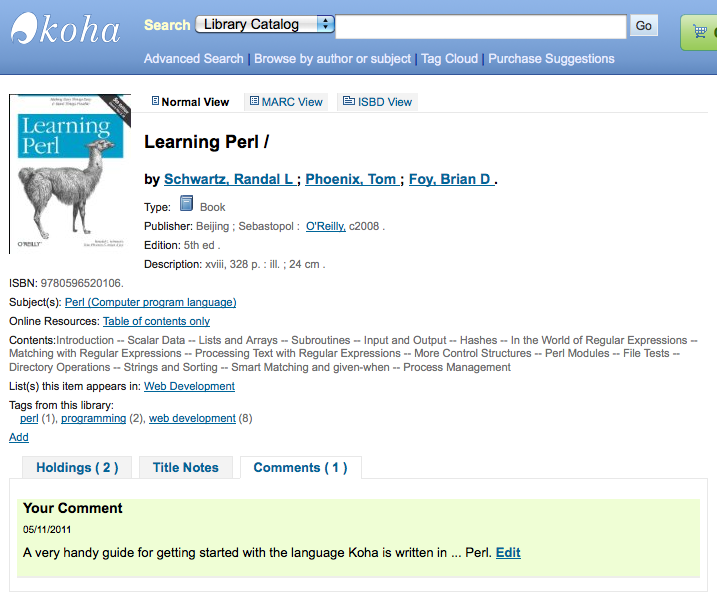 koha
Search Library Catalog Go
Advanced Search | Browse by author or subject | Tag Cloud | Purchase Suggestions
Normal View MARC View ISBD View
Learning
Perl
O'REILLY
Learning Perl /
by Schwartz, Randal L ; Phoenix, Tom ; Foy, Brian D .
Type: Book
Publisher: Beijing ; Sebastopol : O'Reilly, c2008 .
Edition: 5th ed .
Description: xviii, 328 p. : ill. ; 24 cm .
ISBN: 9780596520106.
Subject(s): Perl (Computer program language)
Online Resources: Table of contents only
Contents:Introduction -- Scalar Data -- Lists and Arrays -- Subroutines -- Input and Output -- Hashes -- In the World of Regular Expressions --
Matching with Regular Expressions -- Processing Text with Regular Expressions -- More Control Structures -- Perl Modules -- File Tests --
Directory Operations -- Strings and Sorting -- Smart Matching and given-when -- Process Management
List(s) this item appears in: Web Development
Tags from this library:
perl (1), programming (2), web development (8)
Add
Holdings ( 2 ) Title Notes Comments ( 1 )
Your Comment
05/11/2011
A very handy guide for getting started with the language Koha is written in ... Perl. Edit